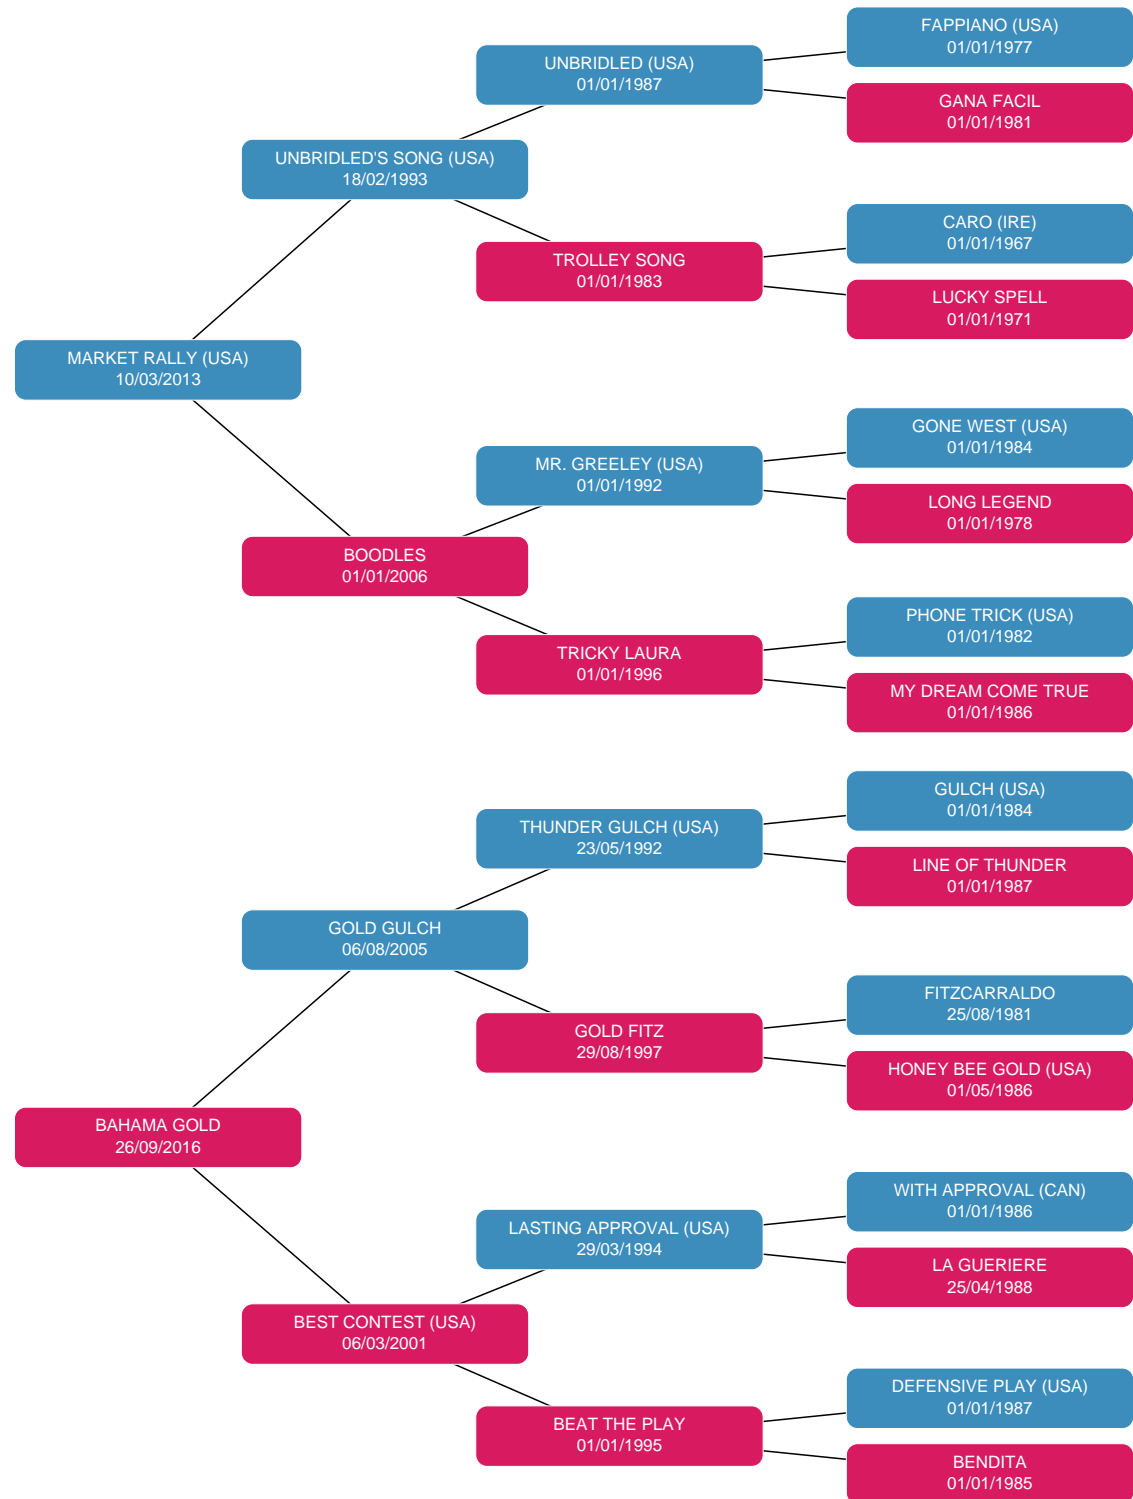 FAPPIANO (USA)
01/01/1977
UNBRIDLED (USA)
01/01/1987
GANA FACIL
01/01/1981
UNBRIDLED'S SONG (USA)
18/02/1993
CARO (IRE)
01/01/1967
TROLLEY SONG
01/01/1983
LUCKY SPELL
01/01/1971
MARKET RALLY (USA)
10/03/2013
GONE WEST (USA)
01/01/1984
MR. GREELEY (USA)
01/01/1992
LONG LEGEND
01/01/1978
BOODLES
01/01/2006
PHONE TRICK (USA)
01/01/1982
TRICKY LAURA
01/01/1996
MY DREAM COME TRUE
01/01/1986
GULCH (USA)
01/01/1984
THUNDER GULCH (USA)
23/05/1992
LINE OF THUNDER
01/01/1987
GOLD GULCH
06/08/2005
FITZCARRALDO
25/08/1981
GOLD FITZ
29/08/1997
HONEY BEE GOLD (USA)
01/05/1986
BAHAMA GOLD
26/09/2016
WITH APPROVAL (CAN)
01/01/1986
LASTING APPROVAL (USA)
29/03/1994
LA GUERIERE
25/04/1988
BEST CONTEST (USA)
06/03/2001
DEFENSIVE PLAY (USA)
01/01/1987
BEAT THE PLAY
01/01/1995
BENDITA
01/01/1985